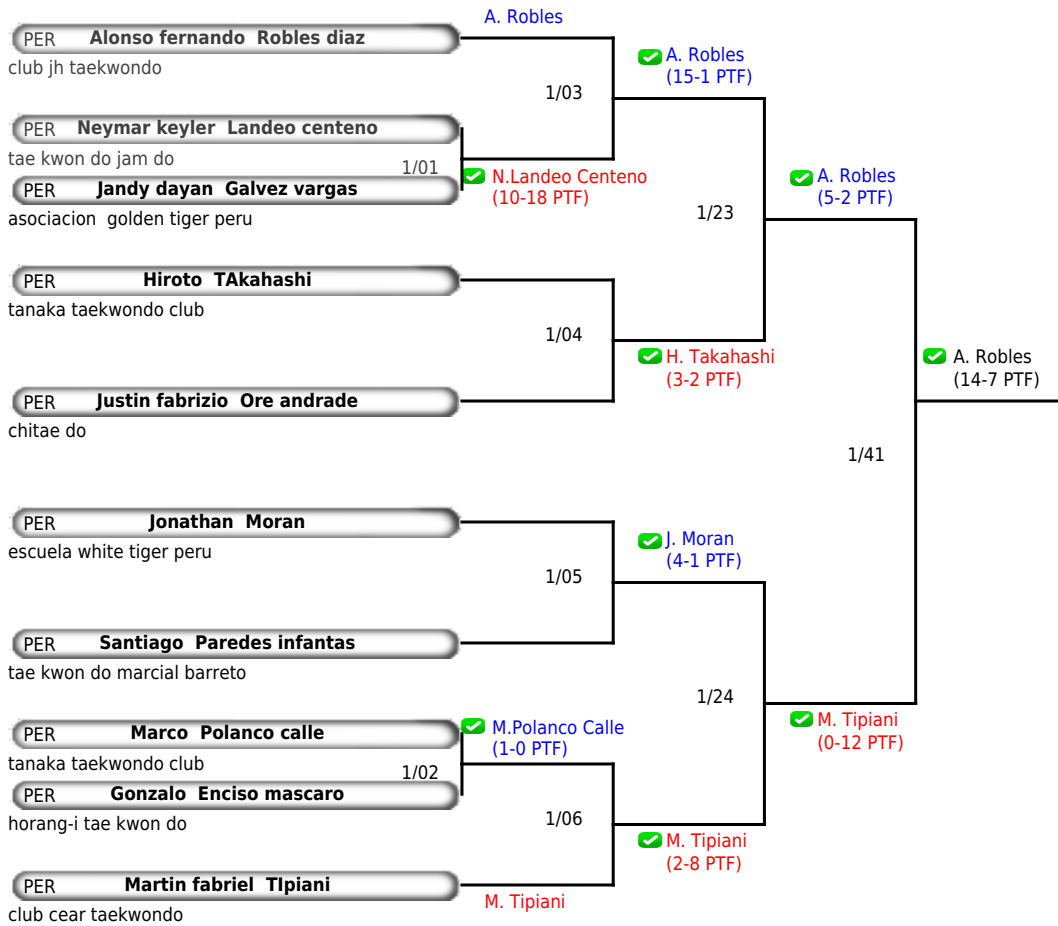 A. Robles
PER Alonso fernando Robles diaz
club jh taekwondo
A. Robles
(15-1 PTF)
1/03
PER Neymar keyler Landeo centeno
tae kwon do jam do
1/01
N.Landeo Centeno
(10-18 PTF)
PER Jandy dayan Galvez vargas
asociacion golden tiger peru
A. Robles
(5-2 PTF)
1/23
PER Hiroto TAkahashi
tanaka taekwondo club
1/04
H. Takahashi
(3-2 PTF)
A. Robles
(14-7 PTF)
PER Justin fabrizio Ore andrade
chitae do
1/41
PER Jonathan Moran
escuela white tiger peru
J. Moran
(4-1 PTF)
1/05
PER Santiago Paredes infantas
tae kwon do marcial barreto
1/24
M. Tipiani
(0-12 PTF)
PER Marco Polanco calle
tanaka taekwondo club
M.Polanco Calle
(1-0 PTF)
1/02
PER Gonzalo Enciso mascaro
horang-i tae kwon do
1/06
M. Tipiani
(2-8 PTF)
PER Martin fabriel TIpiani
club cear taekwondo
M. Tipiani